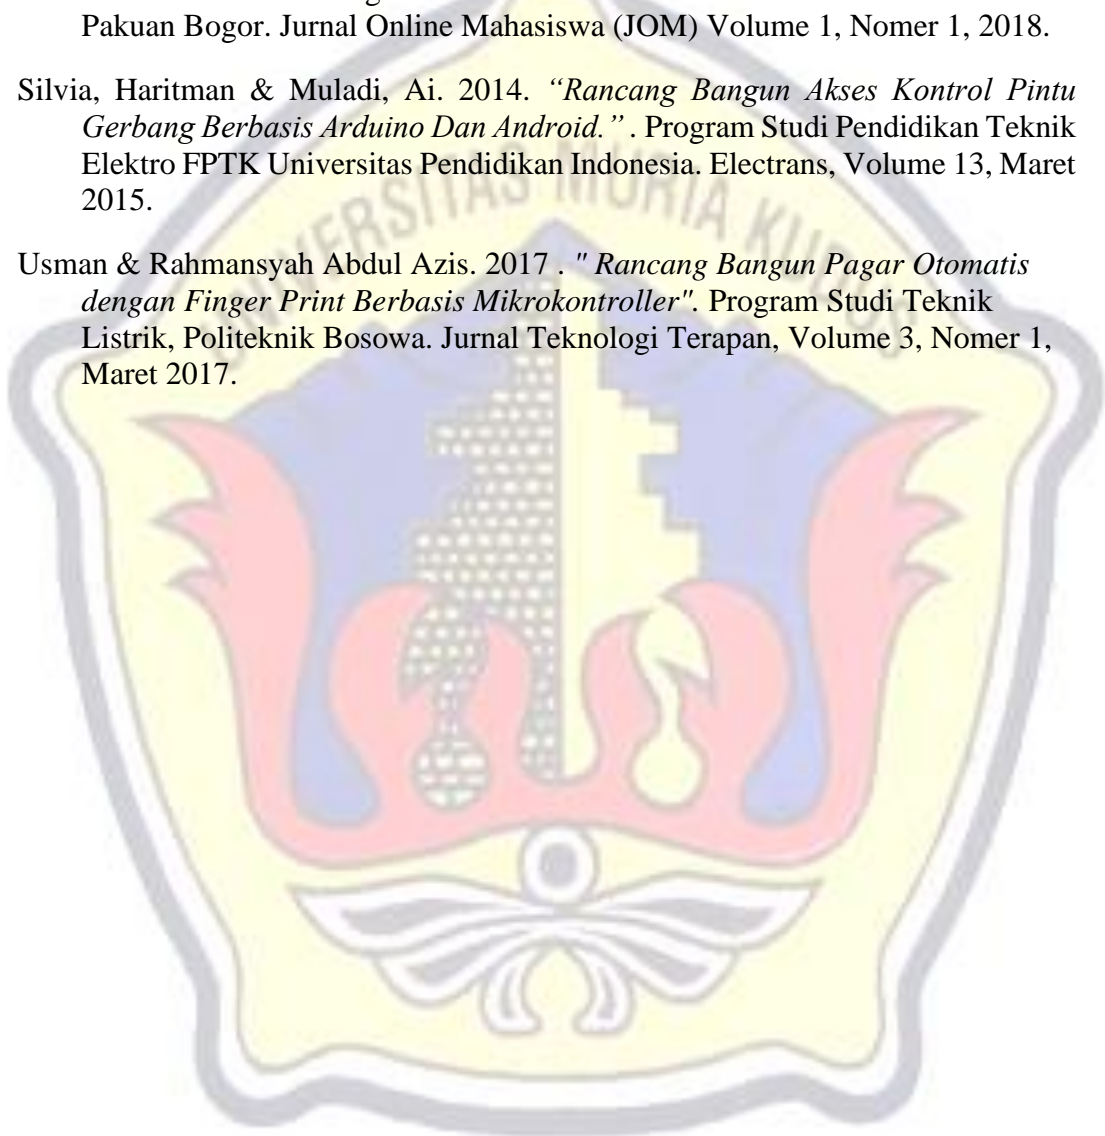 Pakuan Bogor. Jurnal Online Mahasiswa (JOM) Volume 1, Nomer 1, 2018.
Silvia, Haritman & Muladi, Ai. 2014. “Rancang Bangun Akses Kontrol Pintu
Gerbang Berbasis Arduino Dan Android.” . Program Studi Pendidikan Teknik
Elektro FPTK Universitas Pendidikan Indonesia. Electrans, Volume 13, Maret
2015.
Usman & Rahmansyah Abdul Azis. 2017 . " Rancang Bangun Pagar Otomatis
dengan Finger Print Berbasis Mikrokontroller". Program Studi Teknik
Listrik, Politeknik Bosowa. Jurnal Teknologi Terapan, Volume 3, Nomer 1,
Maret 2017.
UNIVERSITAS MURIA KUDUS